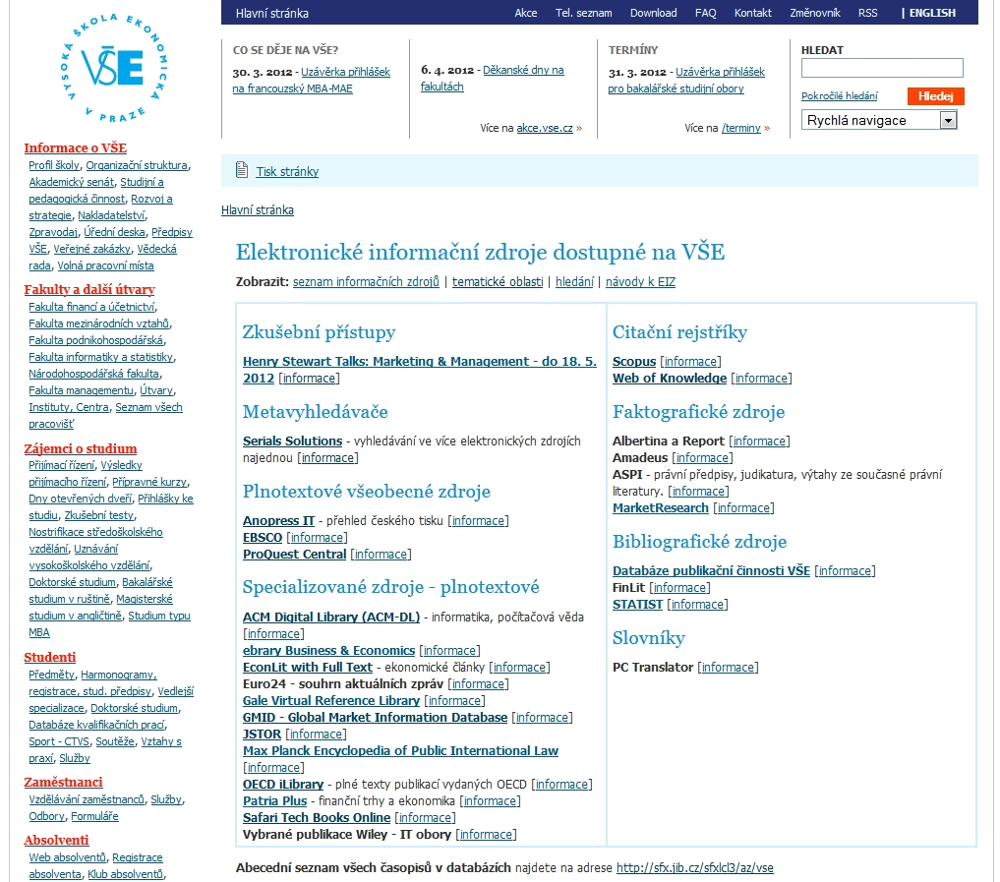 VYSOKÁ ŠKOLA EKONOMICKÁ V PRAZE
VŠE
Informace o VŠE
Profil školy, Organizační struktura,
Akademický senát, Studijní a
pedagogická činnost, Rozvoj a
strategie, Nakladatelství,
Zpravodaj, Úřední deska, Předpisy
VŠE, Veřejné zakázky, Vědecká
rada, Volná pracovní místa
Fakulty a další útvary
Fakulta financí a účetnictví,
Fakulta mezinárodních vztahů,
Fakulta podnikohospodářská,
Fakulta informatiky a statistiky,
Národohospodářská fakulta,
Fakulta managementu, Útvary,
Instituty, Centra, Seznam všech
pracovišť
Zájemci o studium
Přijímací řízení, Výsledky
přijímacího řízení, Přípravné kurzy,
Dny otevřených dveří, Přihlášky ke
studiu, Zkušební testy,
Nostrifikace středoškolského
vzdělání, Uznávání
vysokoškolského vzdělání,
Doktorské studium, Bakalářské
studium v ruštině, Magisterské
studium v angličtině, Studium typu
MBA
Studenti
Předměty, Harmonogramy,
registrace, stud. předpisy, Vedlejší
specializace, Doktorské studium,
Databáze kvalifikačních prací,
Sport - CTVS, Soutěže, Vztahy s
praxí, Služby
Zaměstnanci
Vzdělávání zaměstnanců, Služby,
Odbory, Formuláře
Absolventi
Web absolventů, Registrace
absolventa, Klub absolventů,
Hlavní stránka Akce Tel. seznam Download FAQ Kontakt Změnovník RSS | ENGLISH
CO SE DĚJE NA VŠE?
30. 3. 2012 - Uzávěrka přihlášek
na francouzský MBA-MAE
6. 4. 2012 - Děkanské dny na
fakultách
Více na akce.vse.cz »
TERMÍNY
31. 3. 2012 - Uzávěrka přihlášek
pro bakalářské studijní obory
Více na /terminy »
HLEDAT
Pokročilé hledání Hledej
Rychlá navigace
Tisk stránky
Hlavní stránka
Elektronické informační zdroje dostupné na VŠE
Zobrazit: seznam informačních zdrojů | tematické oblasti | hledání | návody k EIZ
Zkušební přístupy
Henry Stewart Talks: Marketing & Management - do 18. 5.
2012 [informace]
Metavyhledávače
Serials Solutions - vyhledávání ve více elektronických zdrojích
najednou [informace]
Plnotextové všeobecné zdroje
Anopress IT - přehled českého tisku [informace]
EBSCO [informace]
ProQuest Central [informace]
Specializované zdroje - plnotextové
ACM Digital Library (ACM-DL) - informatika, počítačová věda
[informace]
ebrary Business & Economics [informace]
EconLit with Full Text - ekonomické články [informace]
Euro24 - souhrn aktuálních zpráv [informace]
Gale Virtual Reference Library [informace]
GMID - Global Market Information Database [informace]
JSTOR [informace]
Max Planck Encyclopedia of Public International Law
[informace]
OECD iLibrary - plné texty publikací vydaných OECD [informace]
Patria Plus - finanční trhy a ekonomika [informace]
Safari Tech Books Online [informace]
Vybrané publikace Wiley - IT obory [informace]
Citační rejstříky
Scopus [informace]
Web of Knowledge [informace]
Faktografické zdroje
Albertina a Report [informace]
Amadeus [informace]
ASPI - právní předpisy, judikatura, výtahy ze současné právní
literatury. [informace]
MarketResearch [informace]
Bibliografické zdroje
Databáze publikační činnosti VŠE [informace]
FinLit [informace]
STATIST [informace]
Slovníky
PC Translator [informace]
Abecední seznam všech časopisů v databázích najdete na adrese http://sfx.jib.cz/sfxlcl3/az/vse